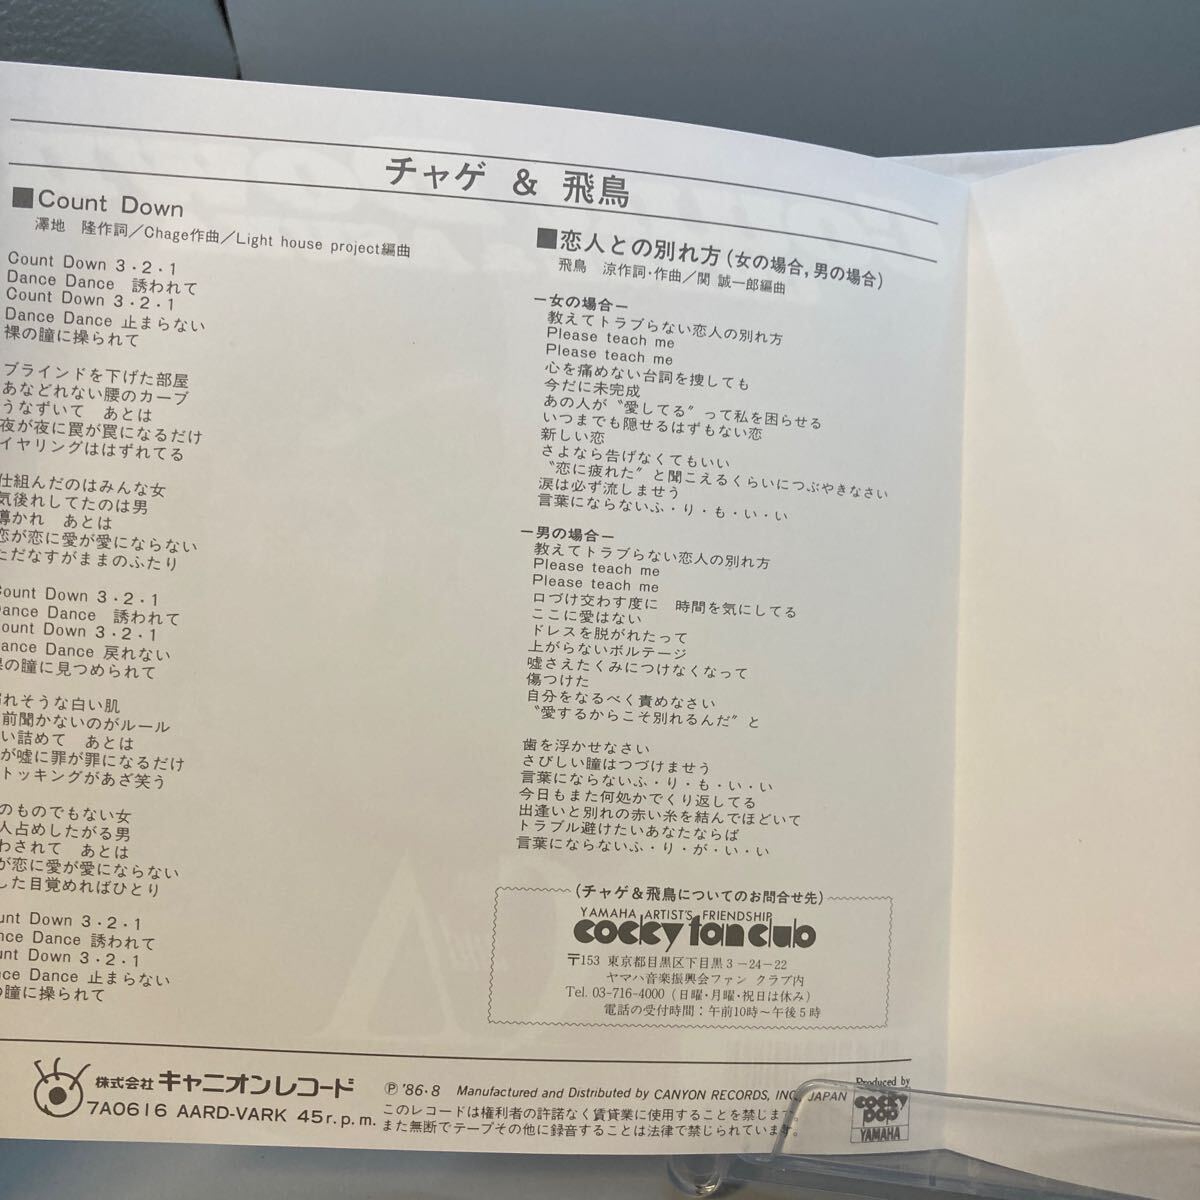 チャゲ & 飛鳥
■Count Down
澤地 隆作詞／Chage作曲／Light house project編曲
Count Down 3・2・1
Dance Dance 誘われて
Count Down 3・2・1
Dance Dance 止まらない
裸の瞳に操られて
ブラインドを下げた部屋
あなどれない腰のカーブ
うなずいて あとは
夜が夜に罠が罠になるだけ
イヤリングははずれてる
仕組んだのはみんな女
気後れしてたのは男
導かれ あとは
恋が恋に愛が愛にならない
ただなすがままのふたり
Count Down 3・2・1
Dance Dance 誘われて
Count Down 3・2・1
Dance Dance 戻れない
裸の瞳に見つめられて
れそうな白い肌
前聞かないのがルール
い詰めて あとは
が嘘に罪が罪になるだけ
トッキングがあざ笑う
のものでもない女
人占めしたがる男
わされて あとは
が恋に愛が愛にならない
した目覚めればひとり
unt Down 3・2・1
nce Dance 誘われて
unt Down 3・2・1
nce Dance 止まらない
の瞳に操られて
■恋人との別れ方(女の場合,男の場合)
飛鳥 涼作詞・作曲／関 誠一郎編曲
ー女の場合ー
教えてトラブらない恋人の別れ方
Please teach me
Please teach me
心を痛めない台詞を捜しても
今だに未完成
あの人が〝愛してる〟って私を困らせる
いつまでも隠せるはずもない恋
新しい恋
さよなら告げなくてもいい
〝恋に疲れた〟と聞こえるくらいにつぶやきなさい
涙は必ず流しませう
言葉にならないふ・り・も・い・い
ー男の場合ー
教えてトラブらない恋人の別れ方
Please teach me
Please teach me
口づけ交わす度に 時間を気にしてる
ここに愛はない
ドレスを脱がれたって
上がらないボルテージ
嘘さえたくみにつけなくなって
傷つけた
自分をなるべく責めなさい
〝愛するからこそ別れるんだ〟と
歯を浮かせなさい
さびしい瞳はつづけませう
言葉にならないふ・り・も・い・い
今日もまた何処かでくり返してる
出逢いと別れの赤い糸を結んでほどいて
トラブル避けたいあなたならば
言葉にならないふ・り・が・い・い
(チャゲ&飛鳥についてのお問合せ先)
YAMAHA ARTIST'S FRIENDSHIP
cocky fan club
〒153 東京都目黒区下目黒3-24-22
ヤマハ音楽振興会ファン クラブ内
Tel. 03-716-4000 (日曜・月曜・祝日は休み)
電話の受付時間：午前10時～午後5時
株式会社 キャニオンレコード
7A0616 AARD-VARK 45r.p.m.
Ⓟ '86・8 Manufactured and Distributed by CANYON RECORDS, INC., JAPAN
このレコードは権利者の許諾なく賃貸業に使用することを禁じます。
また無断でテープその他に録音することは法律で禁じられています。
Produced by
cocky
pop
YAMAHA